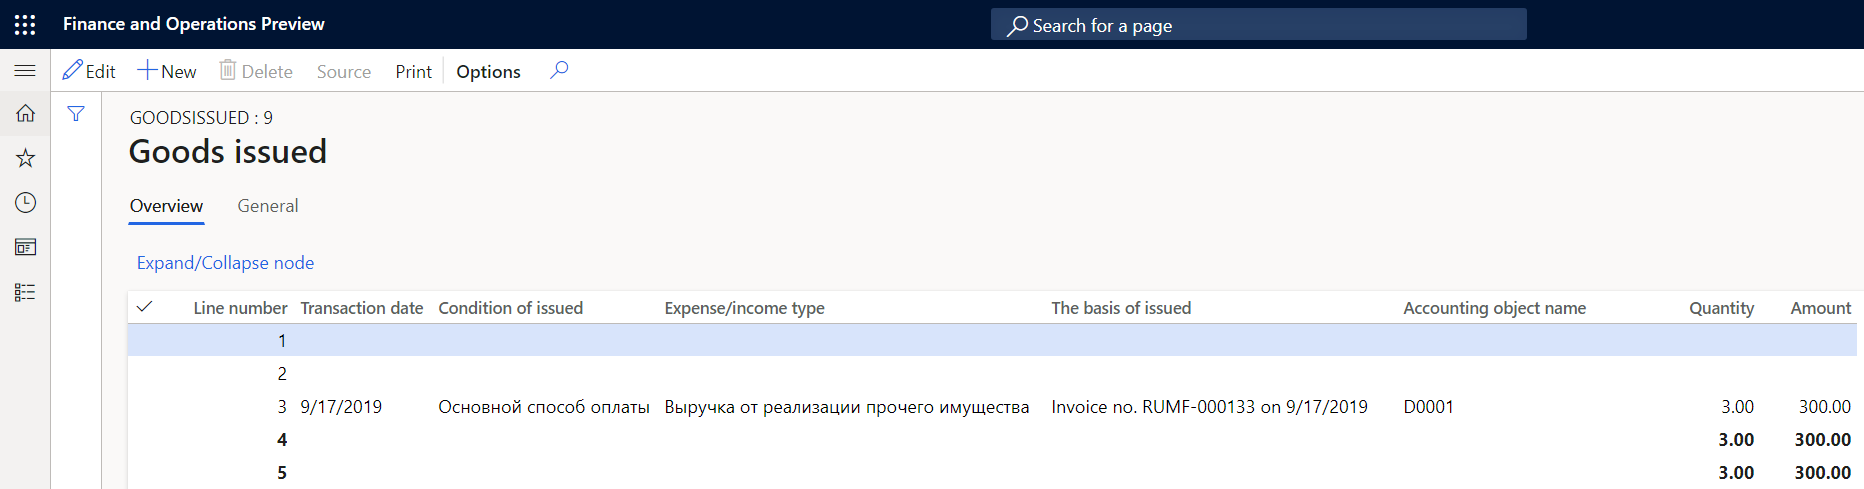 Finance and Operations Preview
Search for a page
Edit New Delete Source Print Options
GOODSISSUED : 9
Goods issued
Overview General
Expand/Collapse node
Line number Transaction date Condition of issued Expense/income type The basis of issued Accounting object name Quantity Amount
1
2
3 9/17/2019 Основной способ оплаты Выручка от реализации прочего имущества Invoice no. RUMF-000133 on 9/17/2019 D0001 3.00 300.00
4 3.00 300.00
5 3.00 300.00